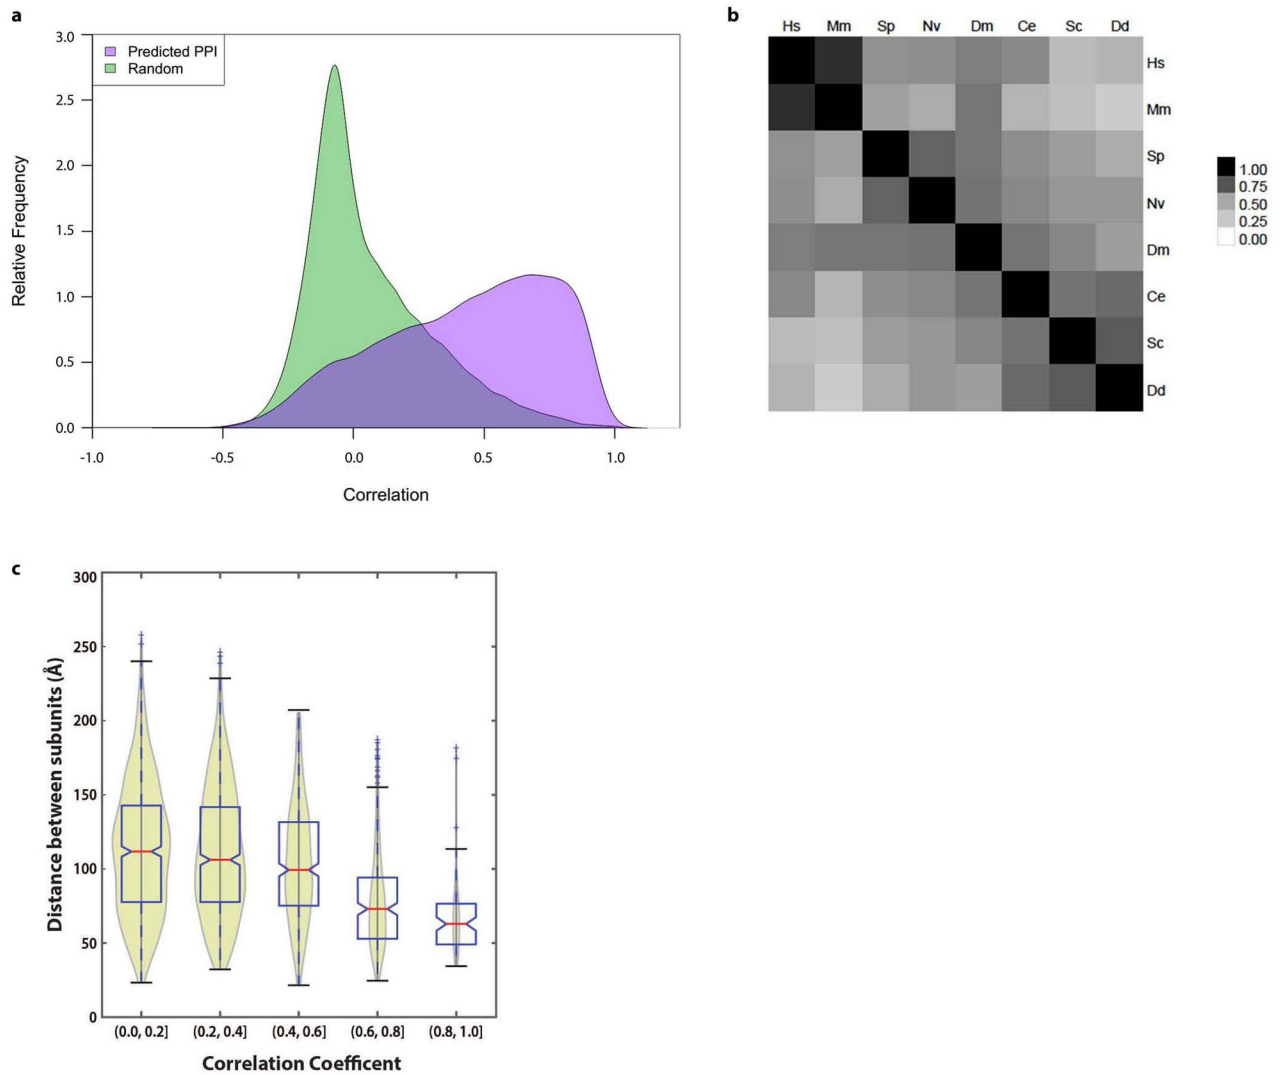 a
3.0
Predicted PPI
Random
2.5
2.0
1.5
1.0
0.5
0.0
Relative Frequency
-1.0 -0.5 0.0 0.5 1.0
Correlation
b
Hs Mm Sp Nv Dm Ce Sc Dd
Hs
Mm
Sp
Nv
Dm
Ce
Sc
Dd
1.00
0.75
0.50
0.25
0.00
c
300
250
200
150
100
50
0
Distance between subunits (Å)
(0.0, 0.2] (0.2, 0.4] (0.4, 0.6] (0.6, 0.8] (0.8, 1.0]
Correlation Coefficent